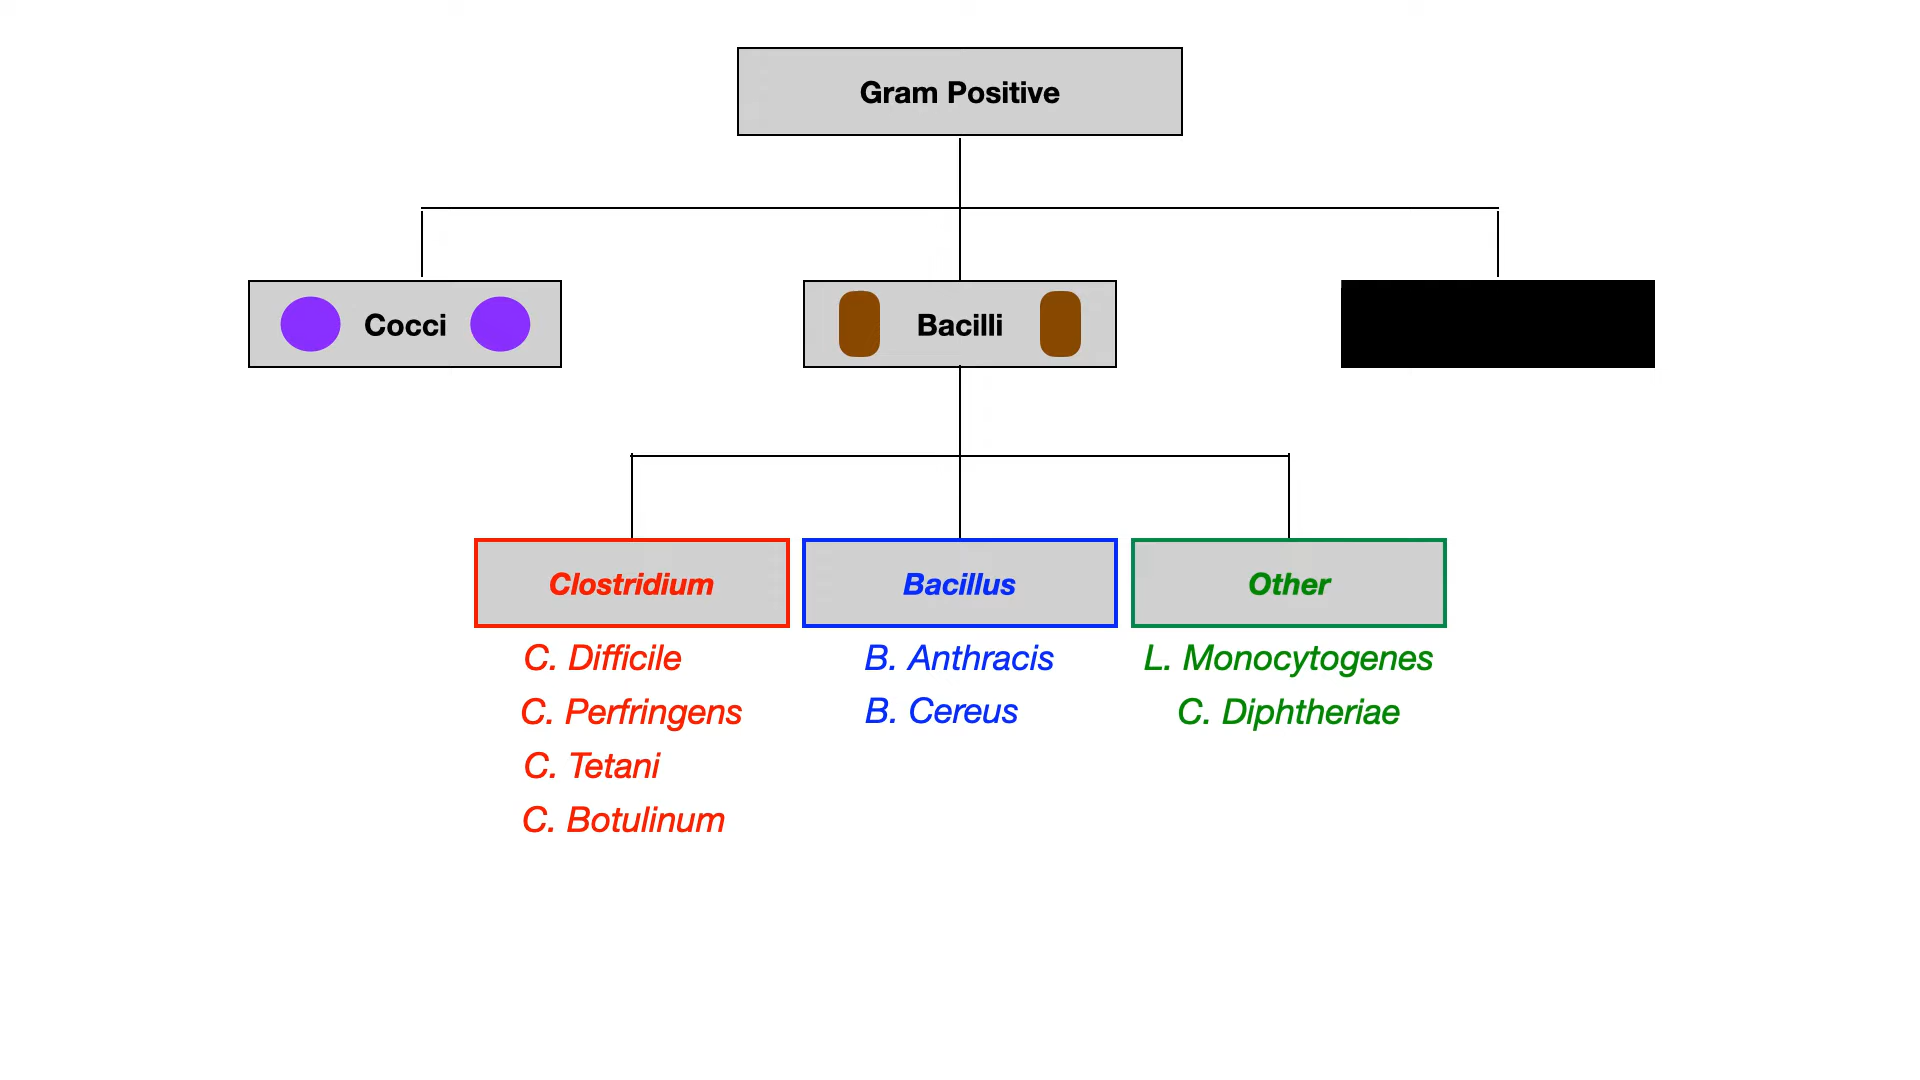 Gram Positive
Cocci
Bacilli
Clostridium
Bacillus
Other
C. Difficile
C. Perfringens
C. Tetani
C. Botulinum
B. Anthracis
B. Cereus
L. Monocytogenes
C. Diphtheriae